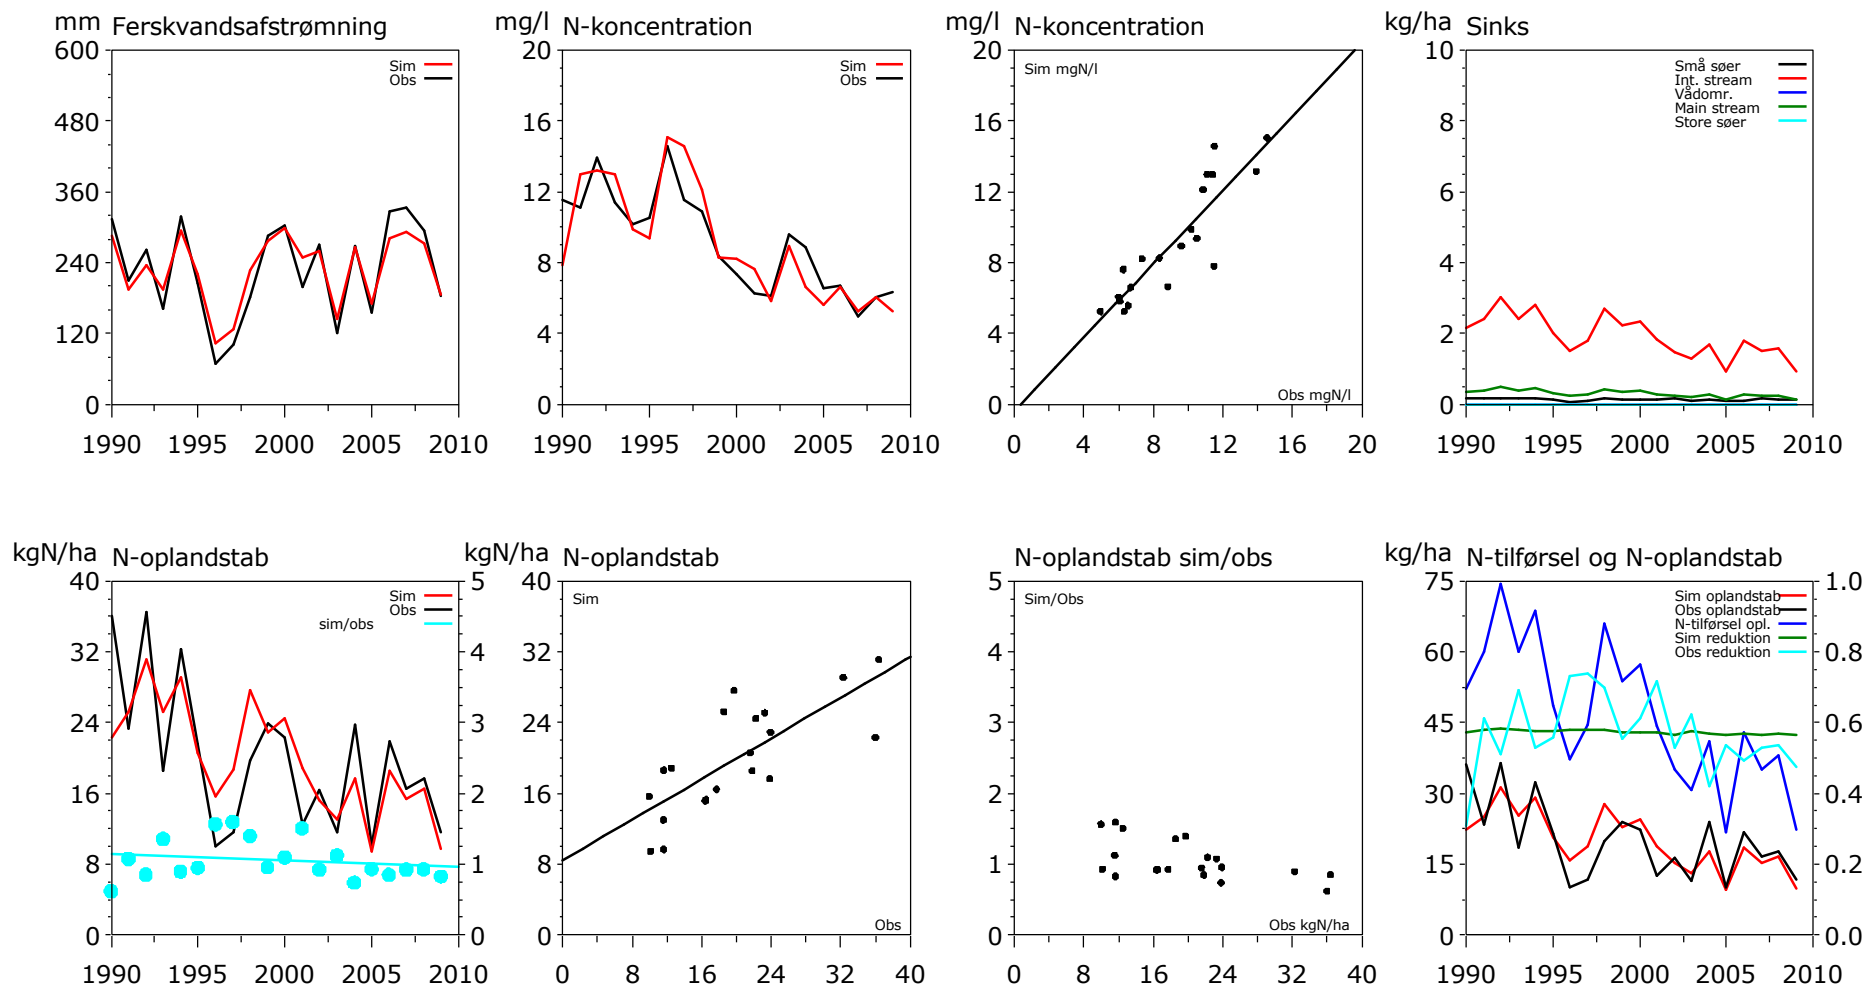 mm Ferskvandsafstrømning
600
480
360
240
120
0
Sim
Obs
1990 1995 2000 2005 2010
mg/l N-koncentration
20
16
12
8
4
0
Sim
Obs
1990 1995 2000 2005 2010
mg/l N-koncentration
20
16
12
8
4
0
Sim mgN/l
Obs mgN/l
0 4 8 12 16 20
kg/ha Sinks
10
8
6
4
2
0
Små søer
Int. stream
Vådomr.
Main stream
Store søer
1990 1995 2000 2005 2010
kgN/ha N-oplandstab
40
32
24
16
8
0
Sim
Obs
sim/obs
5
4
3
2
1
0
1990 1995 2000 2005 2010
kgN/ha N-oplandstab
40
32
24
16
8
0
Sim
Obs
0 8 16 24 32 40
N-oplandstab sim/obs
5
4
3
2
1
0
Sim/Obs
Obs kgN/ha
0 8 16 24 32 40
kg/ha N-tilførsel og N-oplandstab
75
60
45
30
15
0
Sim oplandstab
Obs oplandstab
N-tilførsel opl.
Sim reduktion
Obs reduktion
1.0
0.8
0.6
0.4
0.2
0.0
1990 1995 2000 2005 2010